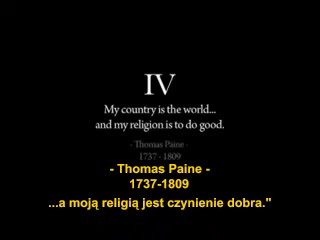 IV
My country is the world...
and my religion is to do good.
- Thomas Paine -
1737 - 1809
- Thomas Paine -
1737-1809
...a moją religią jest czynienie dobra."